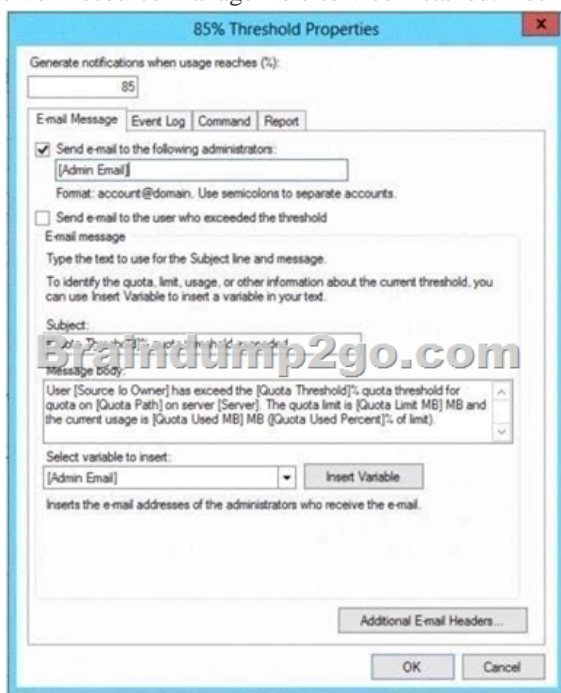 85% Threshold Properties
x
Generate notifications when usage reaches (%):
85
E-mail Message
Event Log
Command
Report
Send e-mail to the following administrators:
[Admin Email]
Format: account@domain. Use semicolons to separate accounts.
Send e-mail to the user who exceeded the threshold
E-mail message
Type the text to use for the Subject line and message.
To identify the quota, limit, usage, or other information about the current threshold, you
can use Insert Variable to insert a variable in your text.
Subject:
Braindump2go.com
Message body:
User [Source Io Owner] has exceed the [Quota Threshold]% quota threshold for
quota on [Quota Path] on server [Server]. The quota limit is [Quota Limit MB] MB and
the current usage is [Quota Used MB] MB ([Quota Used Percent]% of limit).
Select variable to insert:
[Admin Email]
Insert Variable
Inserts the e-mail addresses of the administrators who receive the e-mail.
Additional E-mail Headers...
OK
Cancel